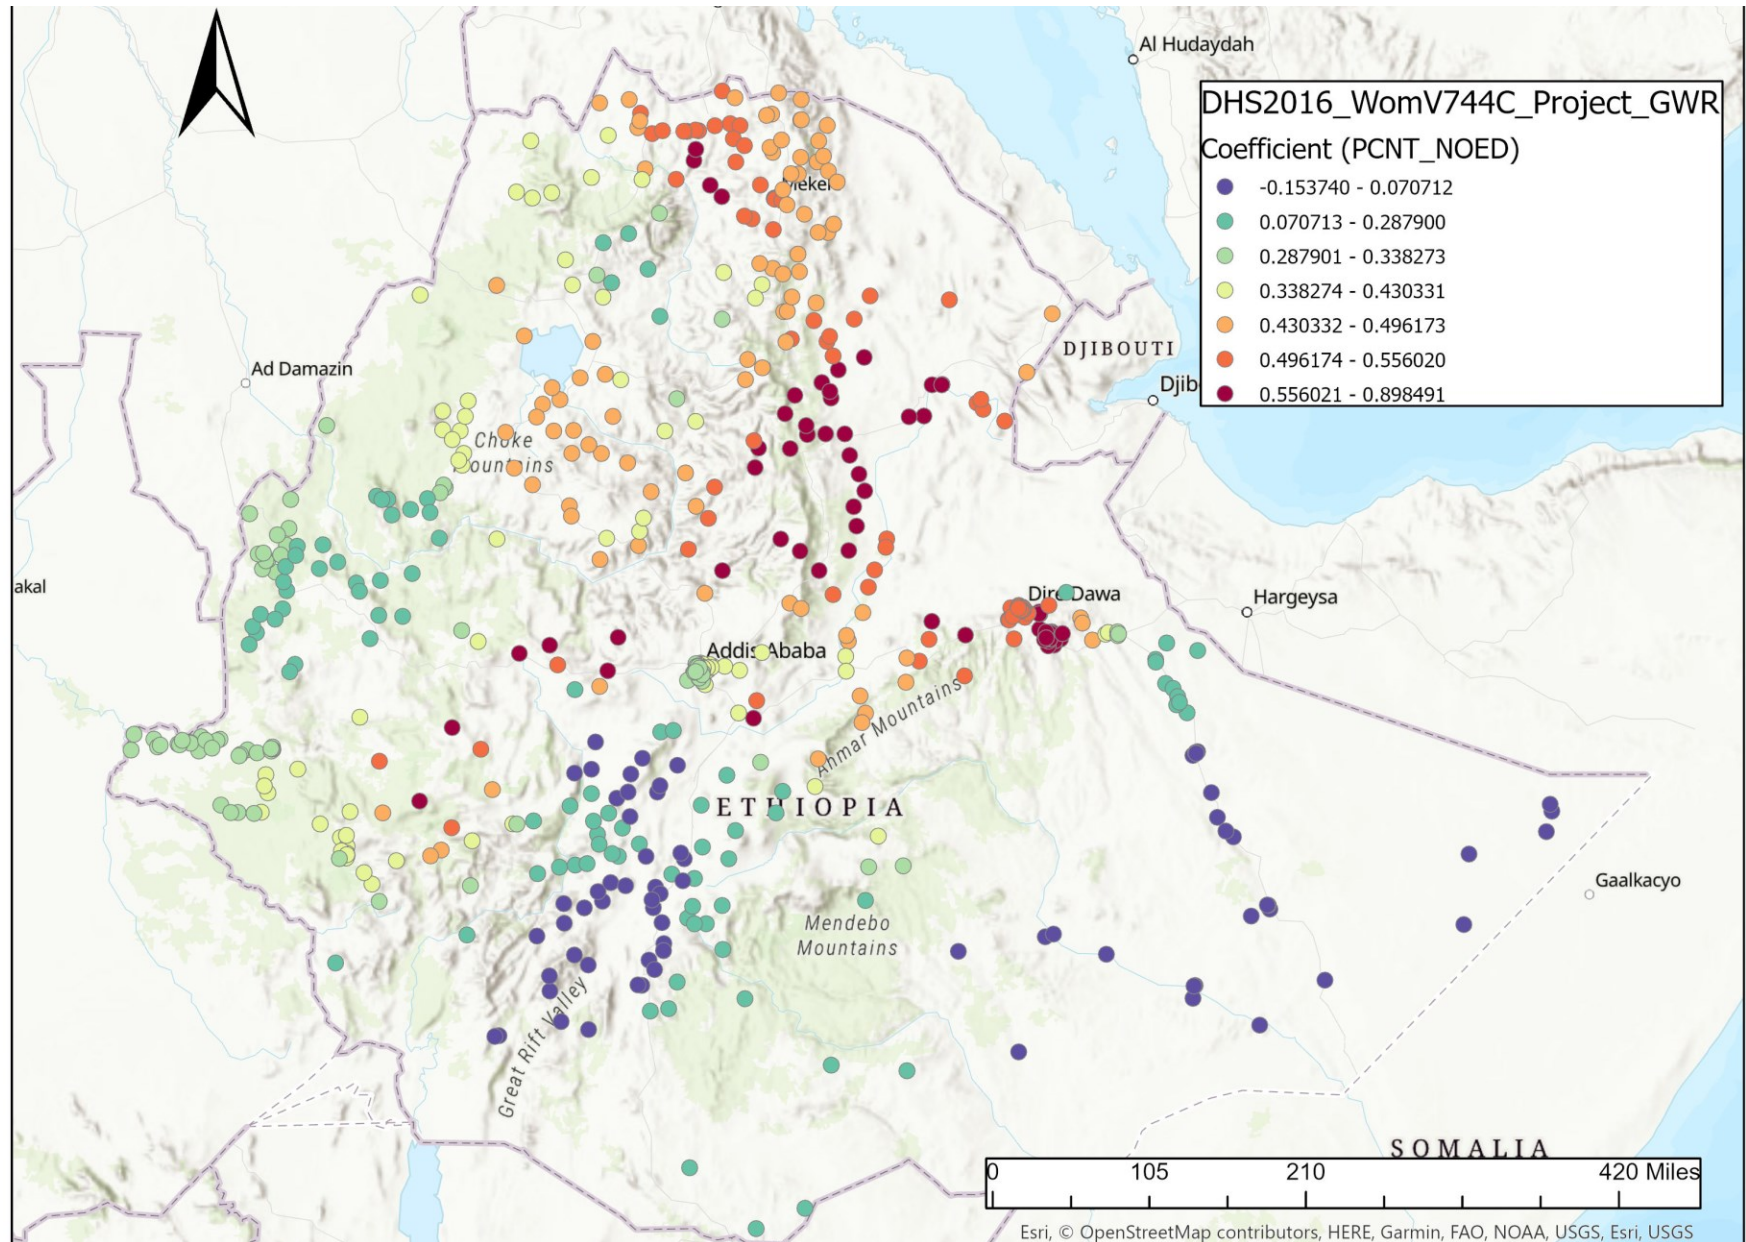 Al Hudaydah
DHS2016_WomV744C_Project_GWR
Coefficient (PCNT_NOED)
-0.153740 - 0.070712
0.070713 - 0.287900
0.287901 - 0.338273
0.338274 - 0.430331
0.430332 - 0.496173
0.496174 - 0.556020
0.556021 - 0.898491
Mekel
DJIBOUTI
Ad Damazin
Djib
Choke
Mountains
akal
Dire Dawa
Hargeysa
Addis Ababa
Ahmar Mountains
ETHIOPIA
Gaalkacyo
Mendebo
Mountains
Great Rift Valley
SOMALIA
0 105 210 420 Miles
Esri, © OpenStreetMap contributors, HERE, Garmin, FAO, NOAA, USGS, Esri, USGS